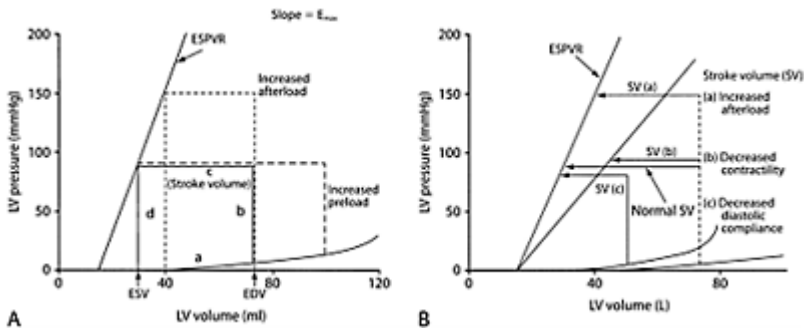 Slope = Emax
200
150
100
50
0
LV pressure (mmHg)
ESPVR
Increased
afterload
c
(Stroke volume)
d
b
Increased
preload
a
0
40
80
120
ESV
EDV
LV volume (ml)
A
200
150
100
50
0
LV pressure (mmHg)
ESPVR
Stroke volume (SV)
SV (a)
(a) Increased
afterload
SV (b)
(b) Decreased
contractility
SV (c)
Normal SV
(c) Decreased
diastolic
compliance
0
40
80
LV volume (L)
B